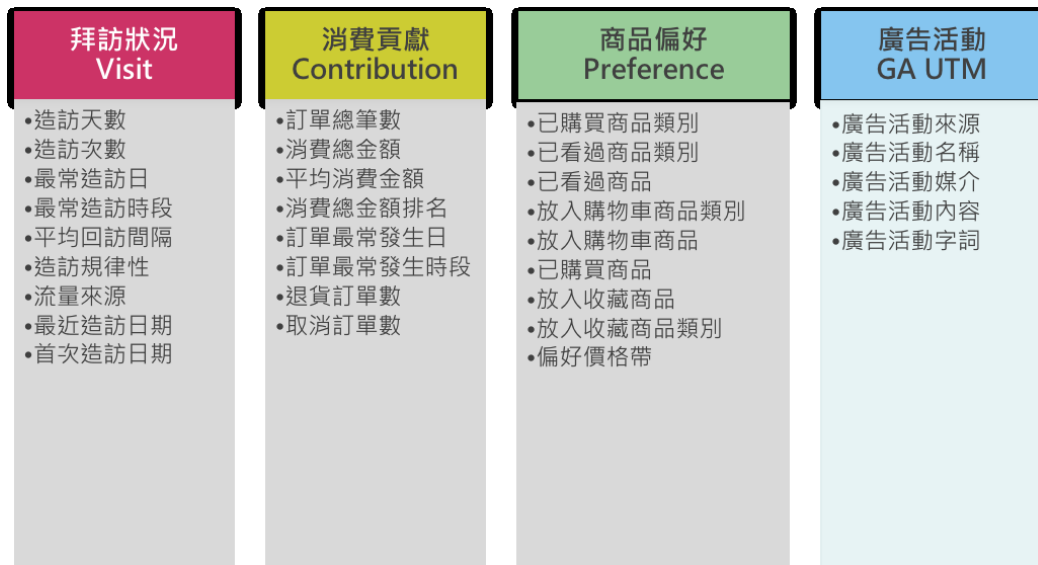 拜訪狀況
Visit
•造訪天數
•造訪次數
•最常造訪日
•最常造訪時段
•平均回訪間隔
•造訪規律性
•流量來源
•最近造訪日期
•首次造訪日期
消費貢獻
Contribution
•訂單總筆數
•消費總金額
•平均消費金額
•消費總金額排名
•訂單最常發生日
•訂單最常發生時段
•退貨訂單數
•取消訂單數
商品偏好
Preference
•已購買商品類別
•已看過商品類別
•已看過商品
•放入購物車商品類別
•放入購物車商品
•已購買商品
•放入收藏商品
•放入收藏商品類別
•偏好價格帶
廣告活動
GA UTM
•廣告活動來源
•廣告活動名稱
•廣告活動媒介
•廣告活動內容
•廣告活動字詞